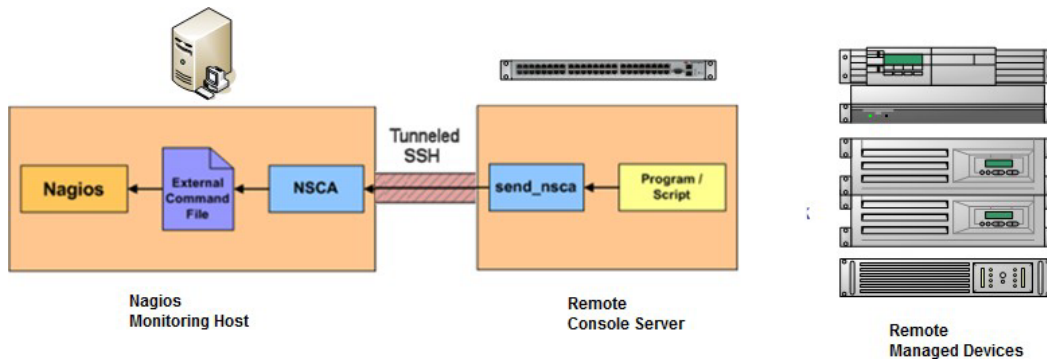 Tunneled
SSH
Nagios
External
Command
File
NSCA
send_nsca
Program /
Script
Nagios
Monitoring Host
Remote
Console Server
Remote
Managed Devices